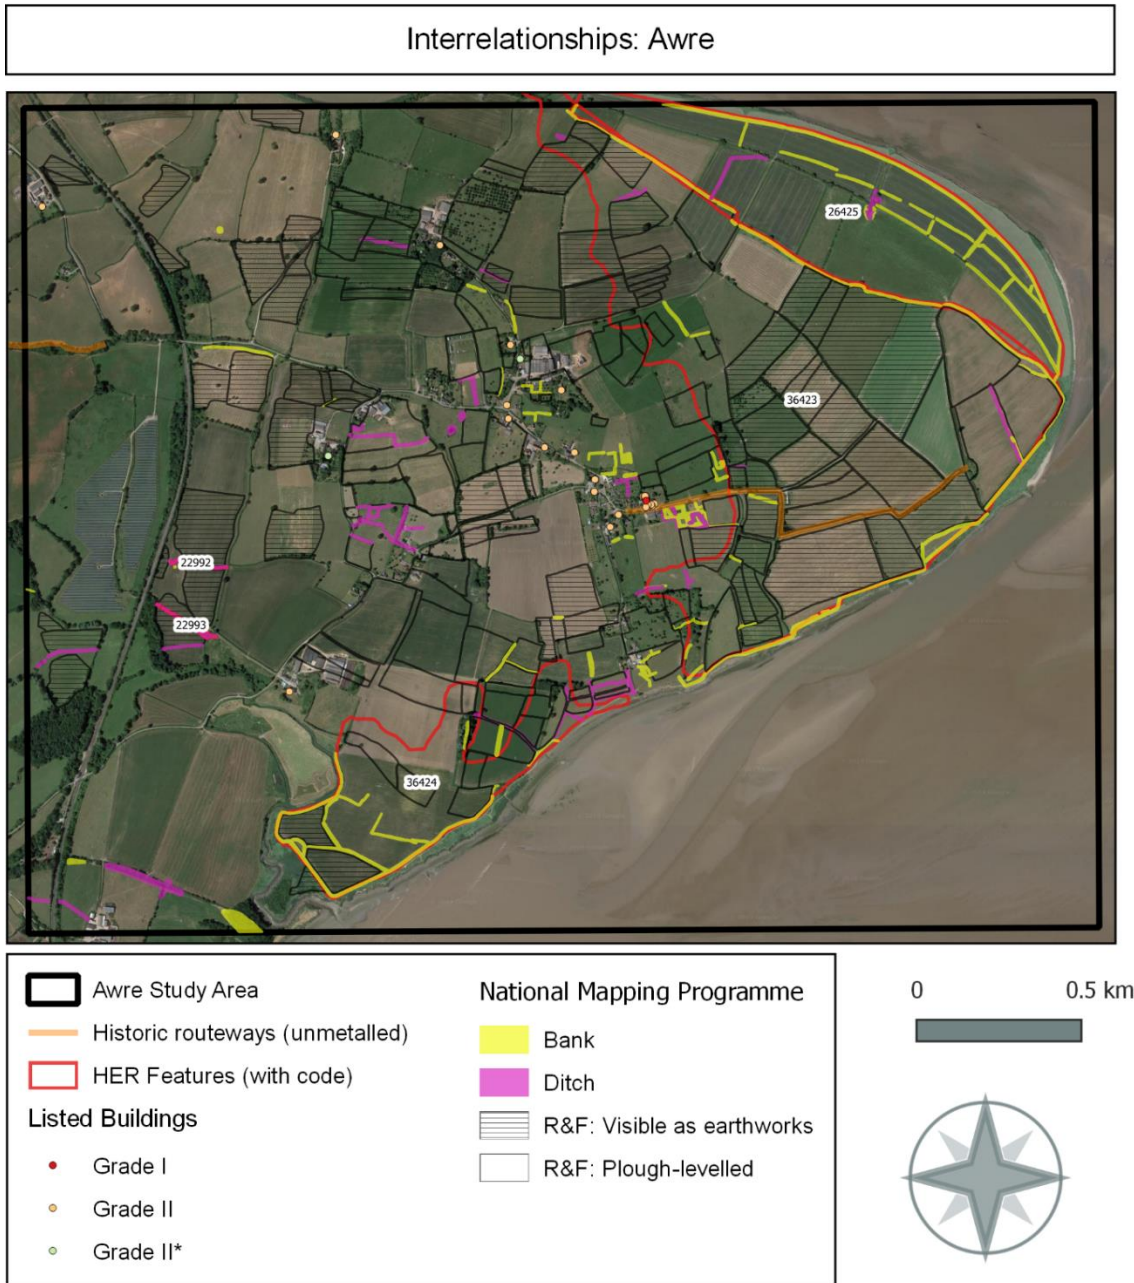 Interrelationships: Awre
26425
36423
22992
22993
36424
Awre Study Area
Historic routeways (unmetalled)
HER Features (with code)
Listed Buildings
Grade I
Grade II
Grade II*
National Mapping Programme
Bank
Ditch
R&F: Visible as earthworks
R&F: Plough-levelled
0 0.5 km